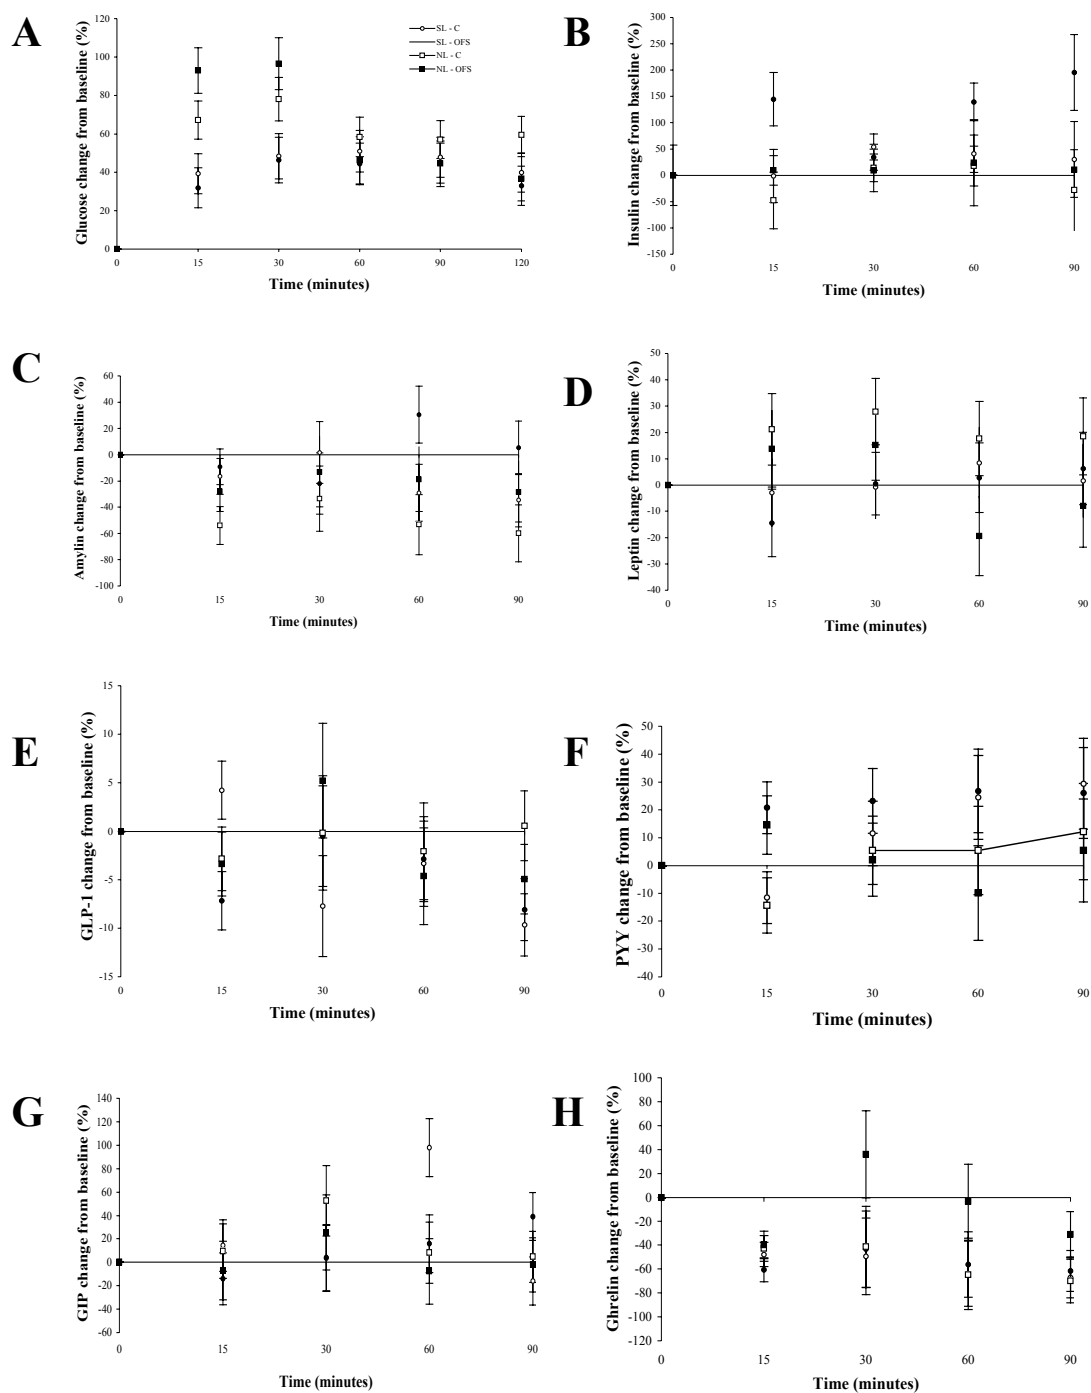 A
Glucose change from baseline (%)
120
100
80
60
40
20
0
0 15 30 60 90 120
Time (minutes)
SL - C
SL - OFS
NL - C
NL - OFS
B
Insulin change from baseline (%)
300
250
200
150
100
50
0
-50
-100
-150
0 15 30 60 90
Time (minutes)
C
Amylin change from baseline (%)
60
40
20
0
-20
-40
-60
-80
-100
0 15 30 60 90
Time (minutes)
D
Leptin change from baseline (%)
50
40
30
20
10
0
-10
-20
-30
-40
0 15 30 60 90
Time (minutes)
E
GLP-1 change from baseline (%)
15
10
5
0
-5
-10
-15
0 15 30 60 90
Time (minutes)
F
PYY change from baseline (%)
50
40
30
20
10
0
-10
-20
-30
-40
0 15 30 60 90
Time (minutes)
G
GIP change from baseline (%)
140
120
100
80
60
40
20
0
-20
-40
-60
0 15 30 60 90
Time (minutes)
H
Ghrelin change from baseline (%)
100
80
60
40
20
0
-20
-40
-60
-80
-100
-120
0 15 30 60 90
Time (minutes)